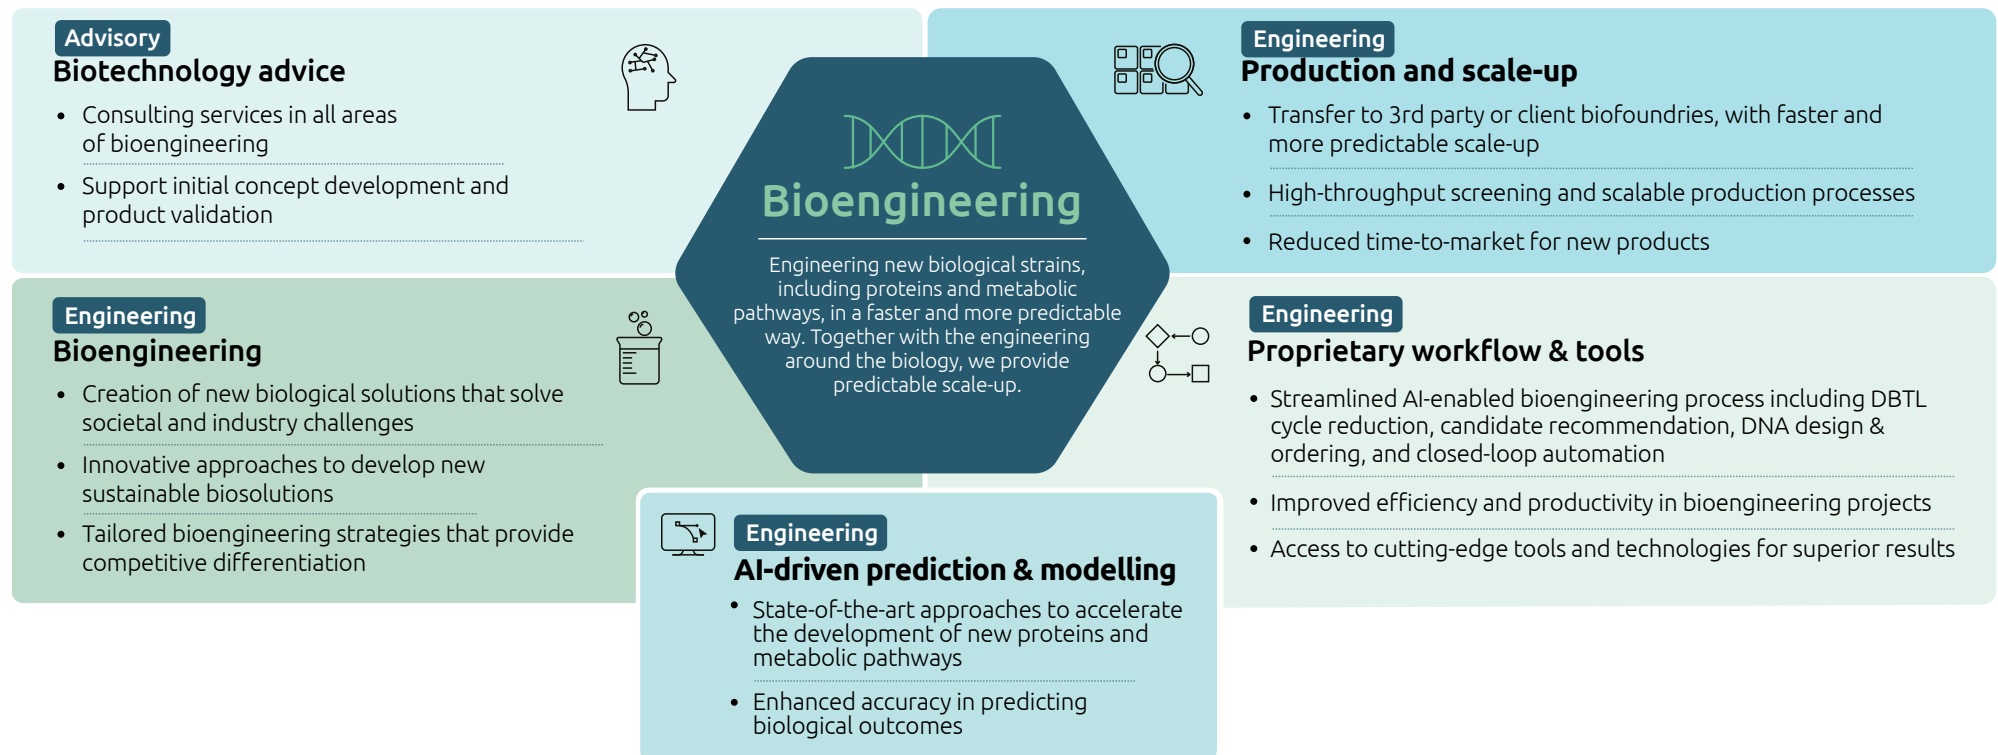 Advisory
Biotechnology advice
• Consulting services in all areas
of bioengineering
• Support initial concept development and
product validation
Engineering
Production and scale-up
• Transfer to 3rd party or client biofoundries, with faster and
more predictable scale-up
• High-throughput screening and scalable production processes
• Reduced time-to-market for new products
Bioengineering
Engineering new biological strains,
including proteins and metabolic
pathways, in a faster and more predictable
way. Together with the engineering
around the biology, we provide
predictable scale-up.
Engineering
Bioengineering
• Creation of new biological solutions that solve
societal and industry challenges
• Innovative approaches to develop new
sustainable biosolutions
• Tailored bioengineering strategies that provide
competitive differentiation
Engineering
Proprietary workflow & tools
• Streamlined AI-enabled bioengineering process including DBTL
cycle reduction, candidate recommendation, DNA design &
ordering, and closed-loop automation
• Improved efficiency and productivity in bioengineering projects
• Access to cutting-edge tools and technologies for superior results
Engineering
AI-driven prediction & modelling
• State-of-the-art approaches to accelerate
the development of new proteins and
metabolic pathways
• Enhanced accuracy in predicting
biological outcomes